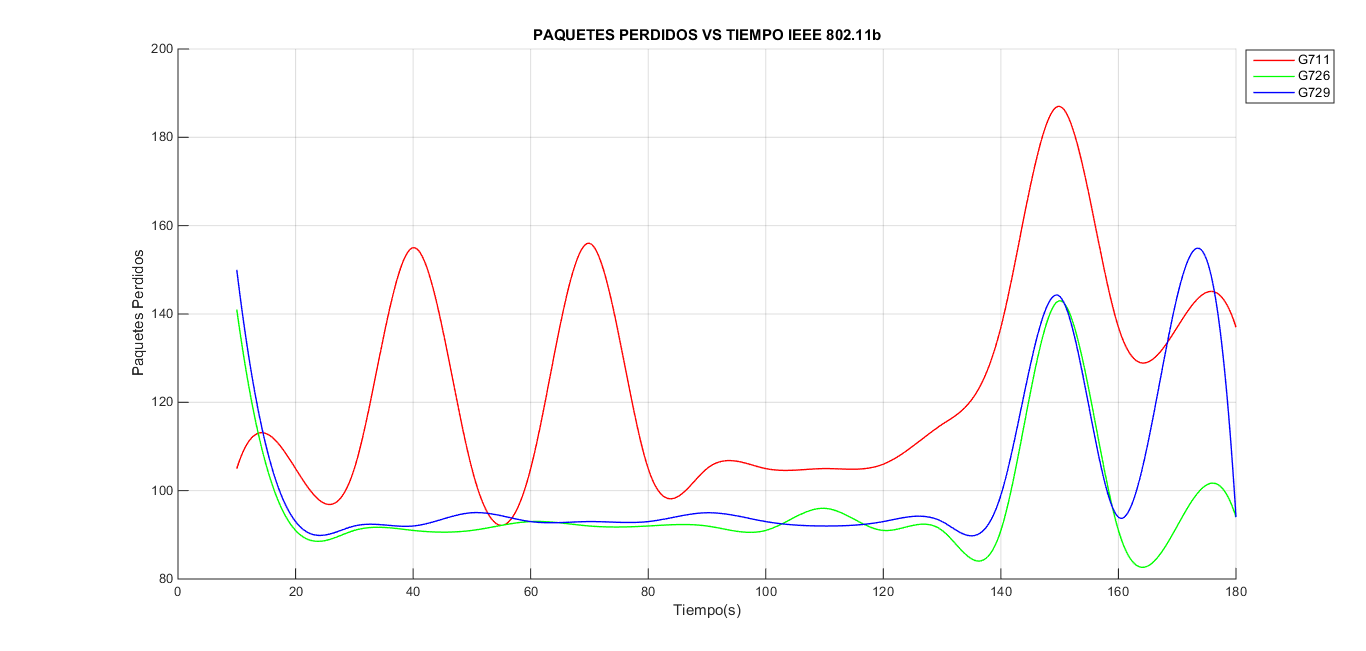 PAQUETES PERDIDOS VS TIEMPO IEEE 802.11b
G711
G726
G729
Paquetes Perdidos
200
180
160
140
120
100
80
0 20 40 60 80 100 120 140 160 180
Tiempo(s)